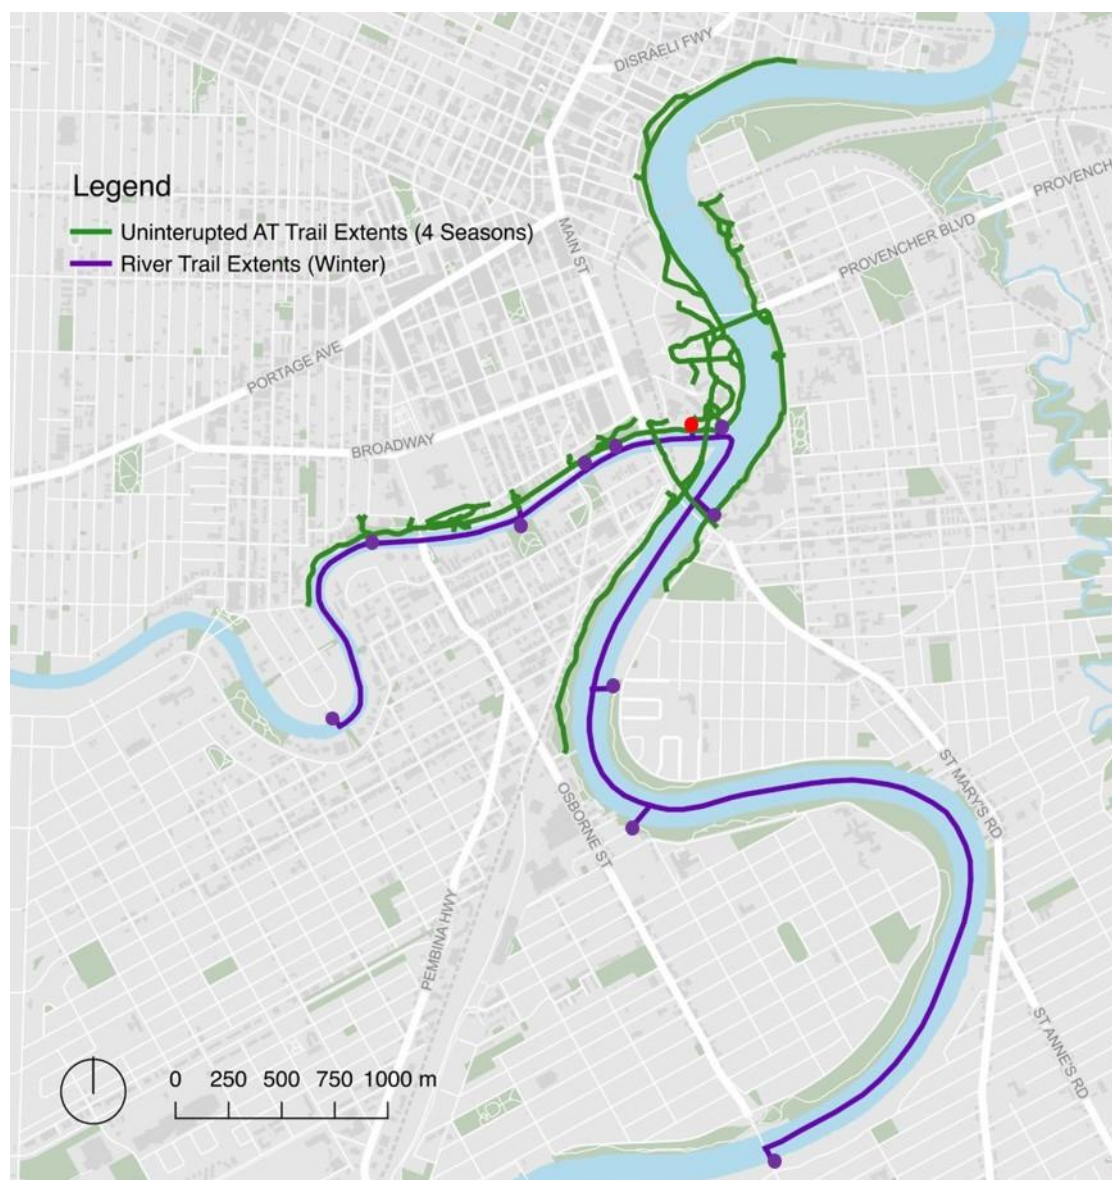 DISRAELI FWY
Legend
Uninterupted AT Trail Extents (4 Seasons)
River Trail Extents (Winter)
MAIN ST
PROVENCHER BLVD
PROVENCH
PORTAGE AVE
BROADWAY
ST MARY'S RD
OSBORNE ST
PEMBINA HWY
ST ANNE'S RD
0 250 500 750 1000 m